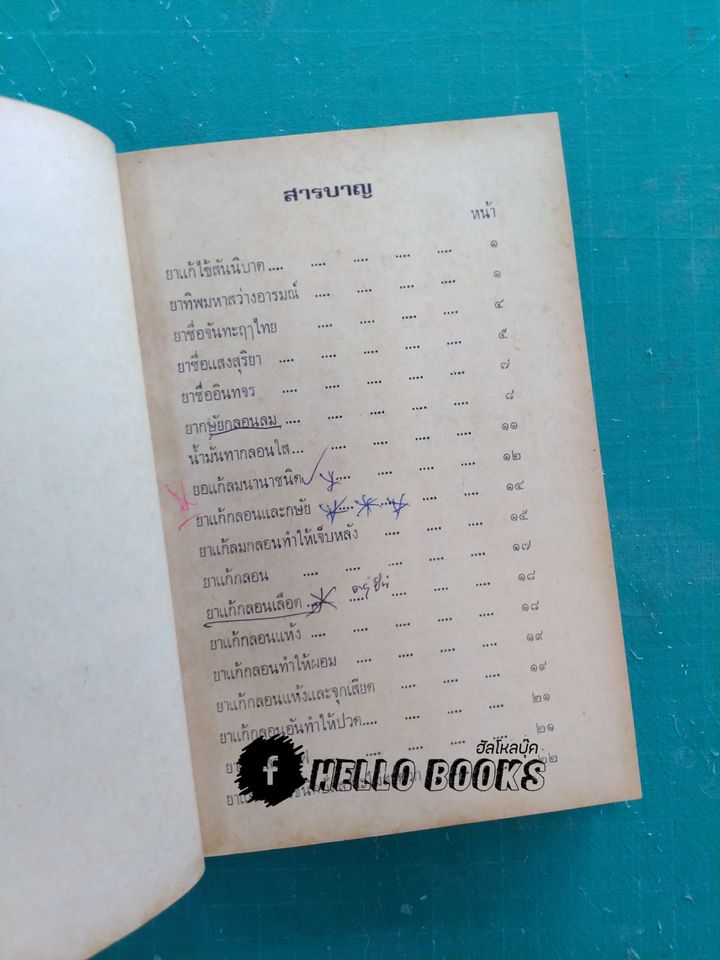 สารบาญ
หน้า
ยาแก้ไข้สันนิบาต.... .... .... .... .... ๑
ยาทิพมหาสว่างอารมณ์ .... .... .... .... ๑
ยาชื่อจันทะฤๅไทย .... .... .... .... ๔
ยาชื่อแสงสุริยา .... .... .... .... .... ๕
ยาชื่ออินทจร .... .... .... .... .... ๗
ยากษัยกลอนลม .... .... .... .... .... ๘
น้ำมันทากลอนใส... .... .... .... .... ๑๑
ยอแก้ลมนานาชนิด .... .... .... .... ๑๒
ยาแก้กลอนและกษัย .... .... .... .... ๑๔
ยาแก้ลมกลอนทำให้เจ็บหลัง .... .... .... .... ๑๕
ยาแก้กลอน .... .... .... .... .... ๑๗
ยาแก้กลอนเลือด .... .... .... .... .... ๑๘
ยาแก้กลอนแห้ง .... .... .... .... .... ๑๘
ยาแก้กลอนทำให้ผอม .... .... .... .... ๑๙
ยาแก้กลอนแห้งและจุกเสียด .... .... .... ๑๙
ยาแก้กลอนอันทำให้ปวด.... .... .... .... ๒๑
๒๑
๒๒
ฮัลโหลบุ๊ค
f HELLO BOOKS